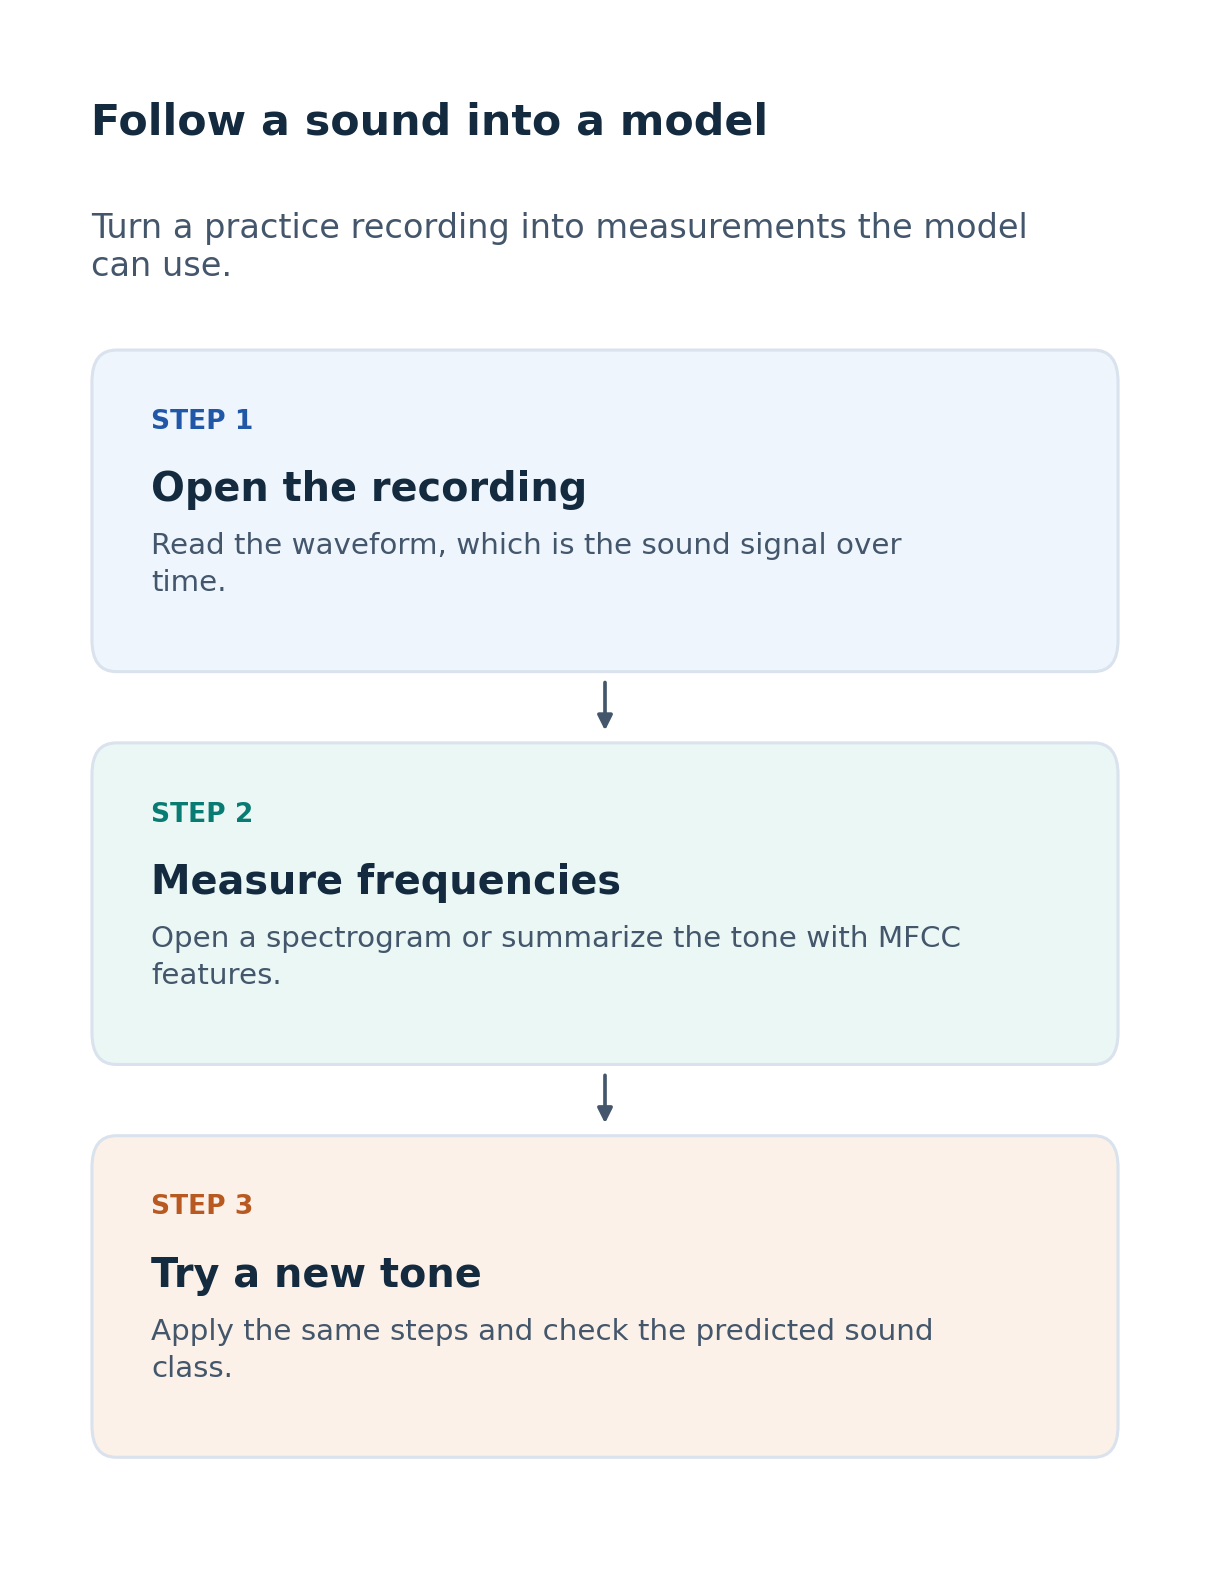 Follow a sound into a model
Turn a practice recording into measurements the model
can use.
STEP 1
Open the recording
Read the waveform, which is the sound signal over
time.
STEP 2
Measure frequencies
Open a spectrogram or summarize the tone with MFCC
features.
STEP 3
Try a new tone
Apply the same steps and check the predicted sound
class.